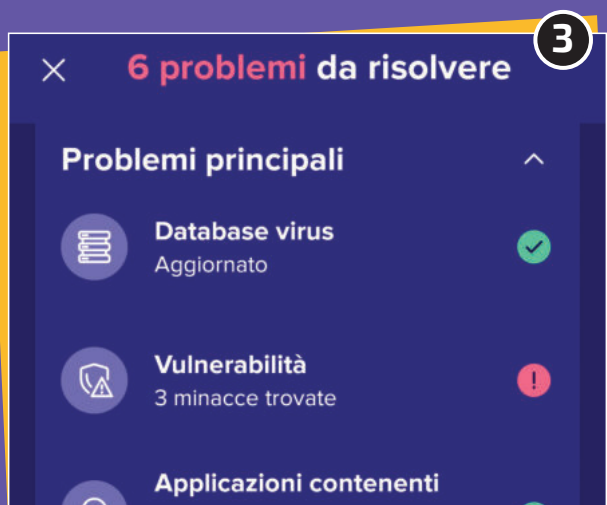 3
6 problemi da risolvere
Problemi principali
Database virus
Aggiornato
Vulnerabilità
3 minacce trovate
Applicazioni contenenti